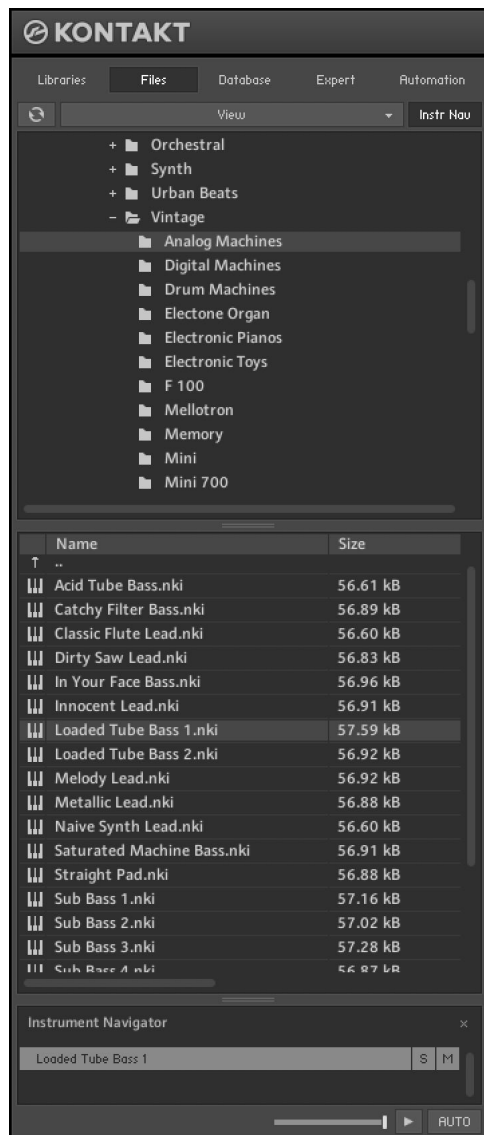 KONTAKT
Libraries Files Database Expert Automation
View Instr Nav
+ Orchestral
+ Synth
+ Urban Beats
– Vintage
Analog Machines
Digital Machines
Drum Machines
Electone Organ
Electronic Pianos
Electronic Toys
F 100
Mellotron
Memory
Mini
Mini 700
Name Size
..
Acid Tube Bass.nki 56.61 kB
Catchy Filter Bass.nki 56.89 kB
Classic Flute Lead.nki 56.60 kB
Dirty Saw Lead.nki 56.83 kB
In Your Face Bass.nki 56.96 kB
Innocent Lead.nki 56.91 kB
Loaded Tube Bass 1.nki 57.59 kB
Loaded Tube Bass 2.nki 56.92 kB
Melody Lead.nki 56.92 kB
Metallic Lead.nki 56.88 kB
Naive Synth Lead.nki 56.60 kB
Saturated Machine Bass.nki 56.91 kB
Straight Pad.nki 56.88 kB
Sub Bass 1.nki 57.16 kB
Sub Bass 2.nki 57.02 kB
Sub Bass 3.nki 57.28 kB
Sub Bass 4.nki 56.87 kB
Instrument Navigator ×
Loaded Tube Bass 1 S M
AUTO